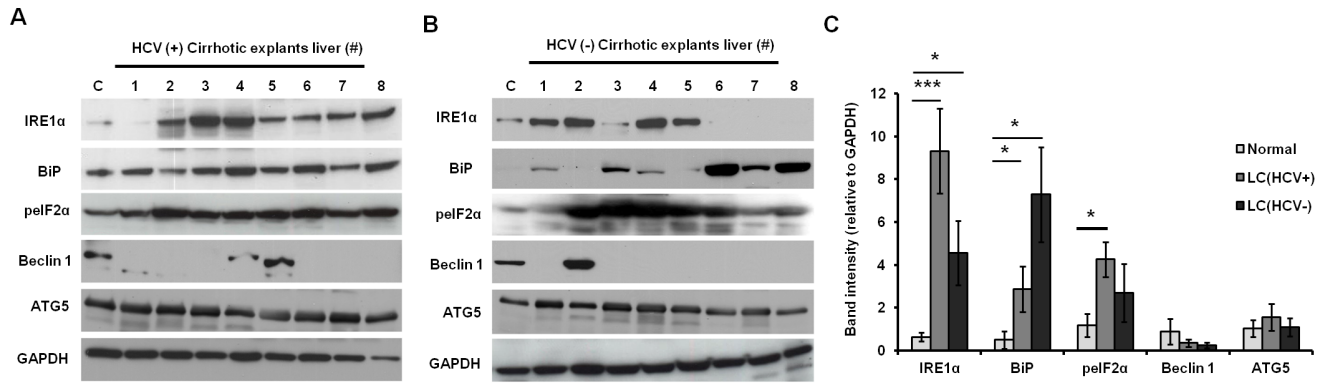 A
HCV (+) Cirrhotic explants liver (#)
C 1 2 3 4 5 6 7 8
IRE1α
BiP
peIF2α
Beclin 1
ATG5
GAPDH
B
HCV (-) Cirrhotic explants liver (#)
C 1 2 3 4 5 6 7 8
IRE1α
BiP
peIF2α
Beclin 1
ATG5
GAPDH
C
Band intensity (relative to GAPDH)
12
10
8
6
4
2
0
*
***
*
*
*
IRE1α BiP peIF2α Beclin 1 ATG5
Normal
LC(HCV+)
LC(HCV-)